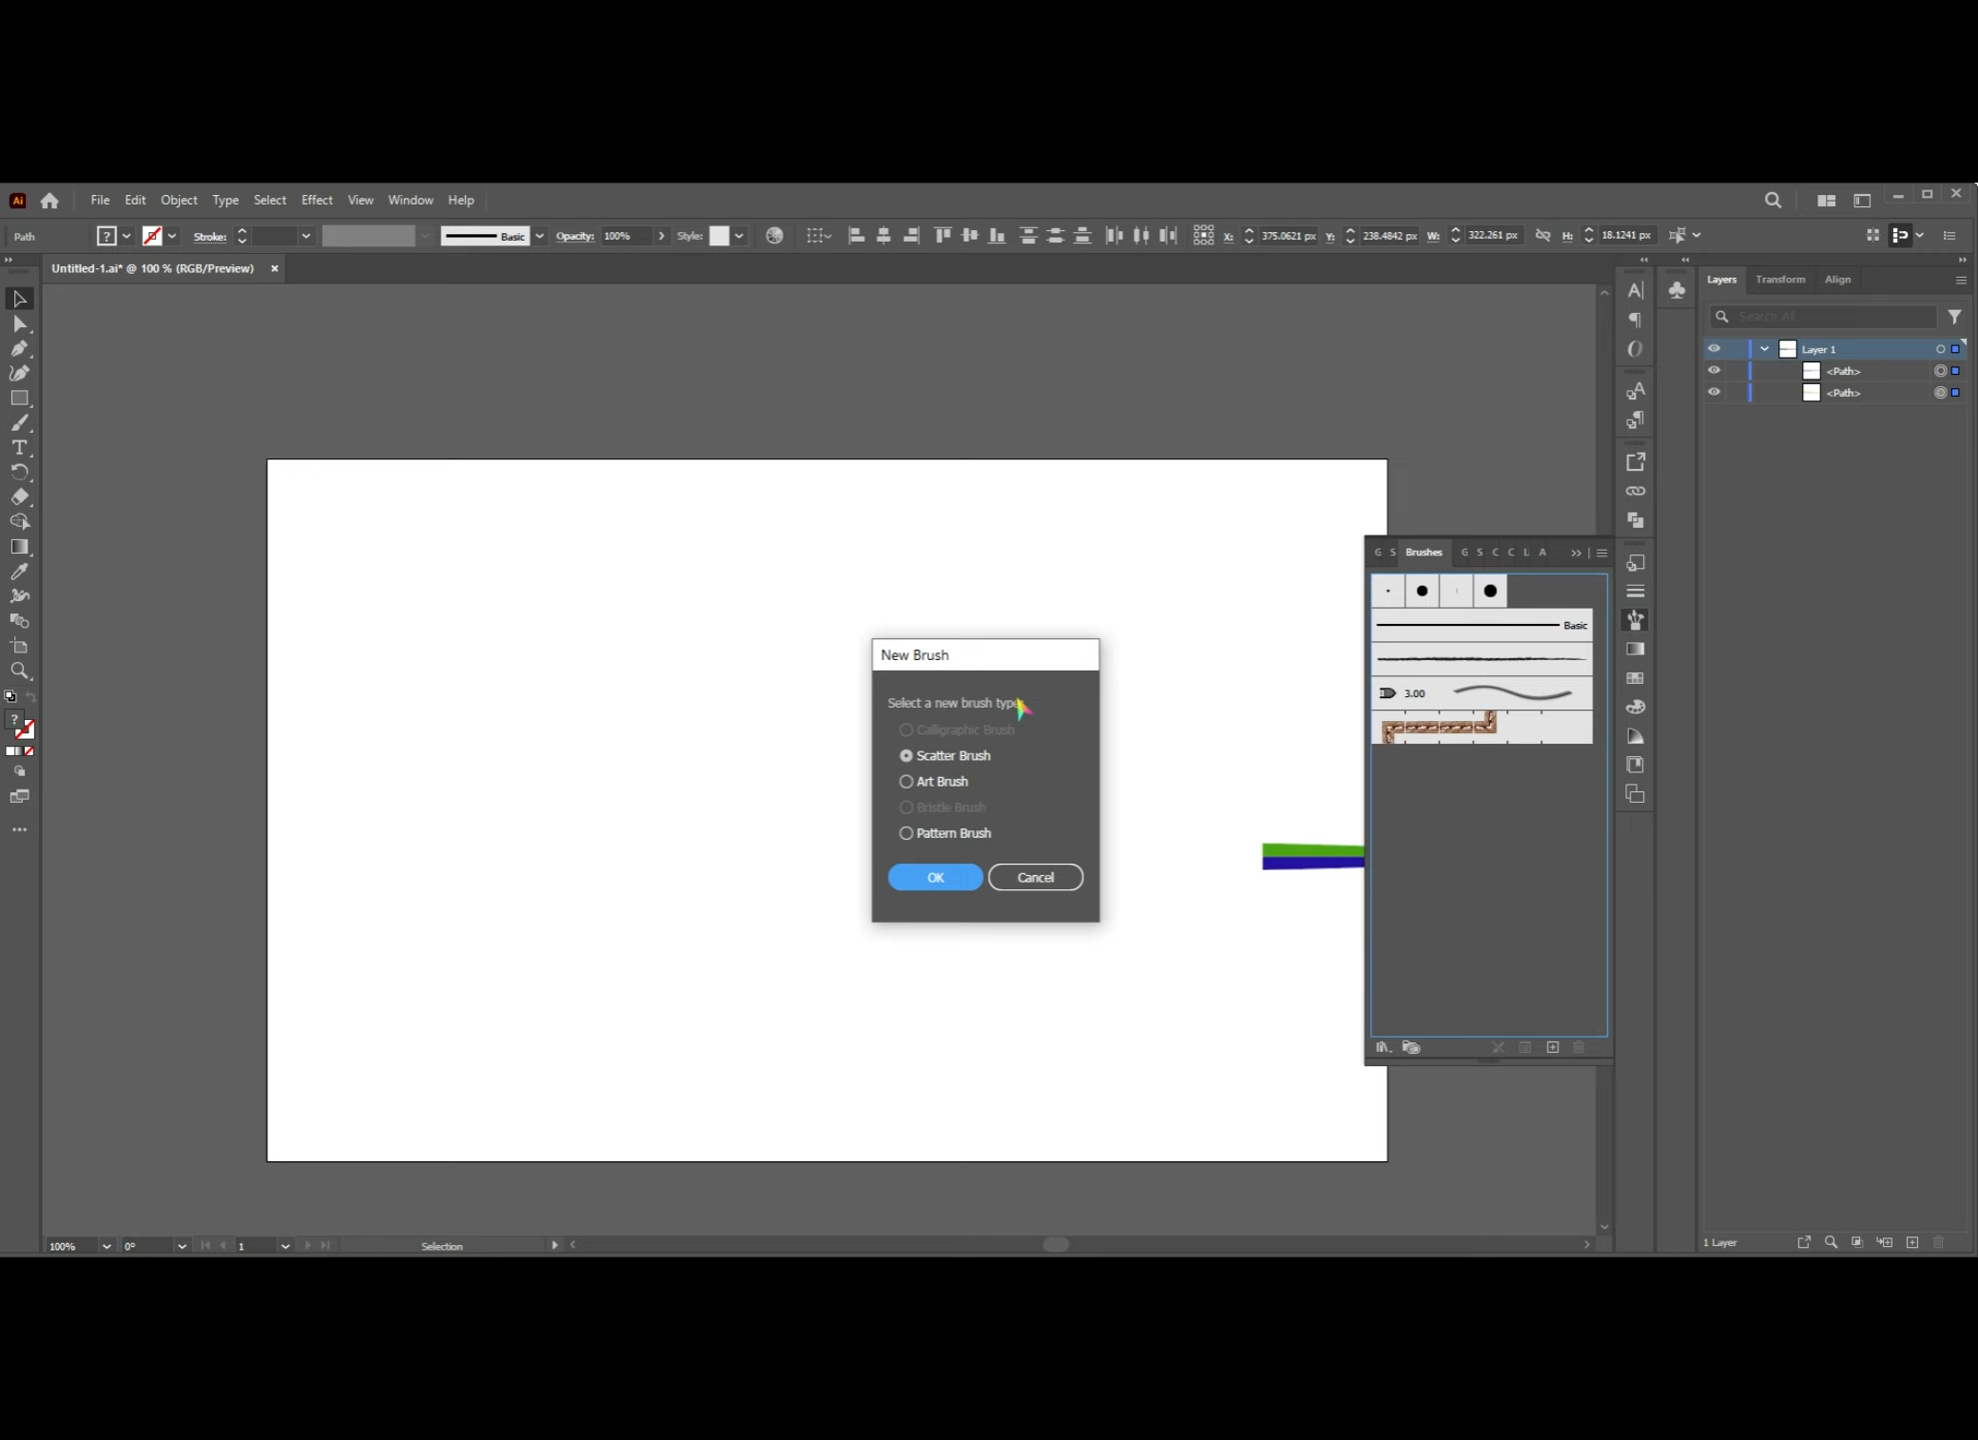 Ai File Edit Object Type Select Effect View Window Help
Path ? Stroke: Basic Opacity: 100% Style: X: 375.0621 px Y: 238.4842 px W: 322.261 px H: 18.1241 px
Untitled-1.ai* @ 100 % (RGB/Preview)
Layers Transform Align
Search All
Layer 1
<Path>
<Path>
G S Brushes G S C C L A
Basic
3.00
New Brush
Select a new brush type
Calligraphic Brush
Scatter Brush
Art Brush
Bristle Brush
Pattern Brush
OK Cancel
?
100% 0° 1 Selection
1 Layer